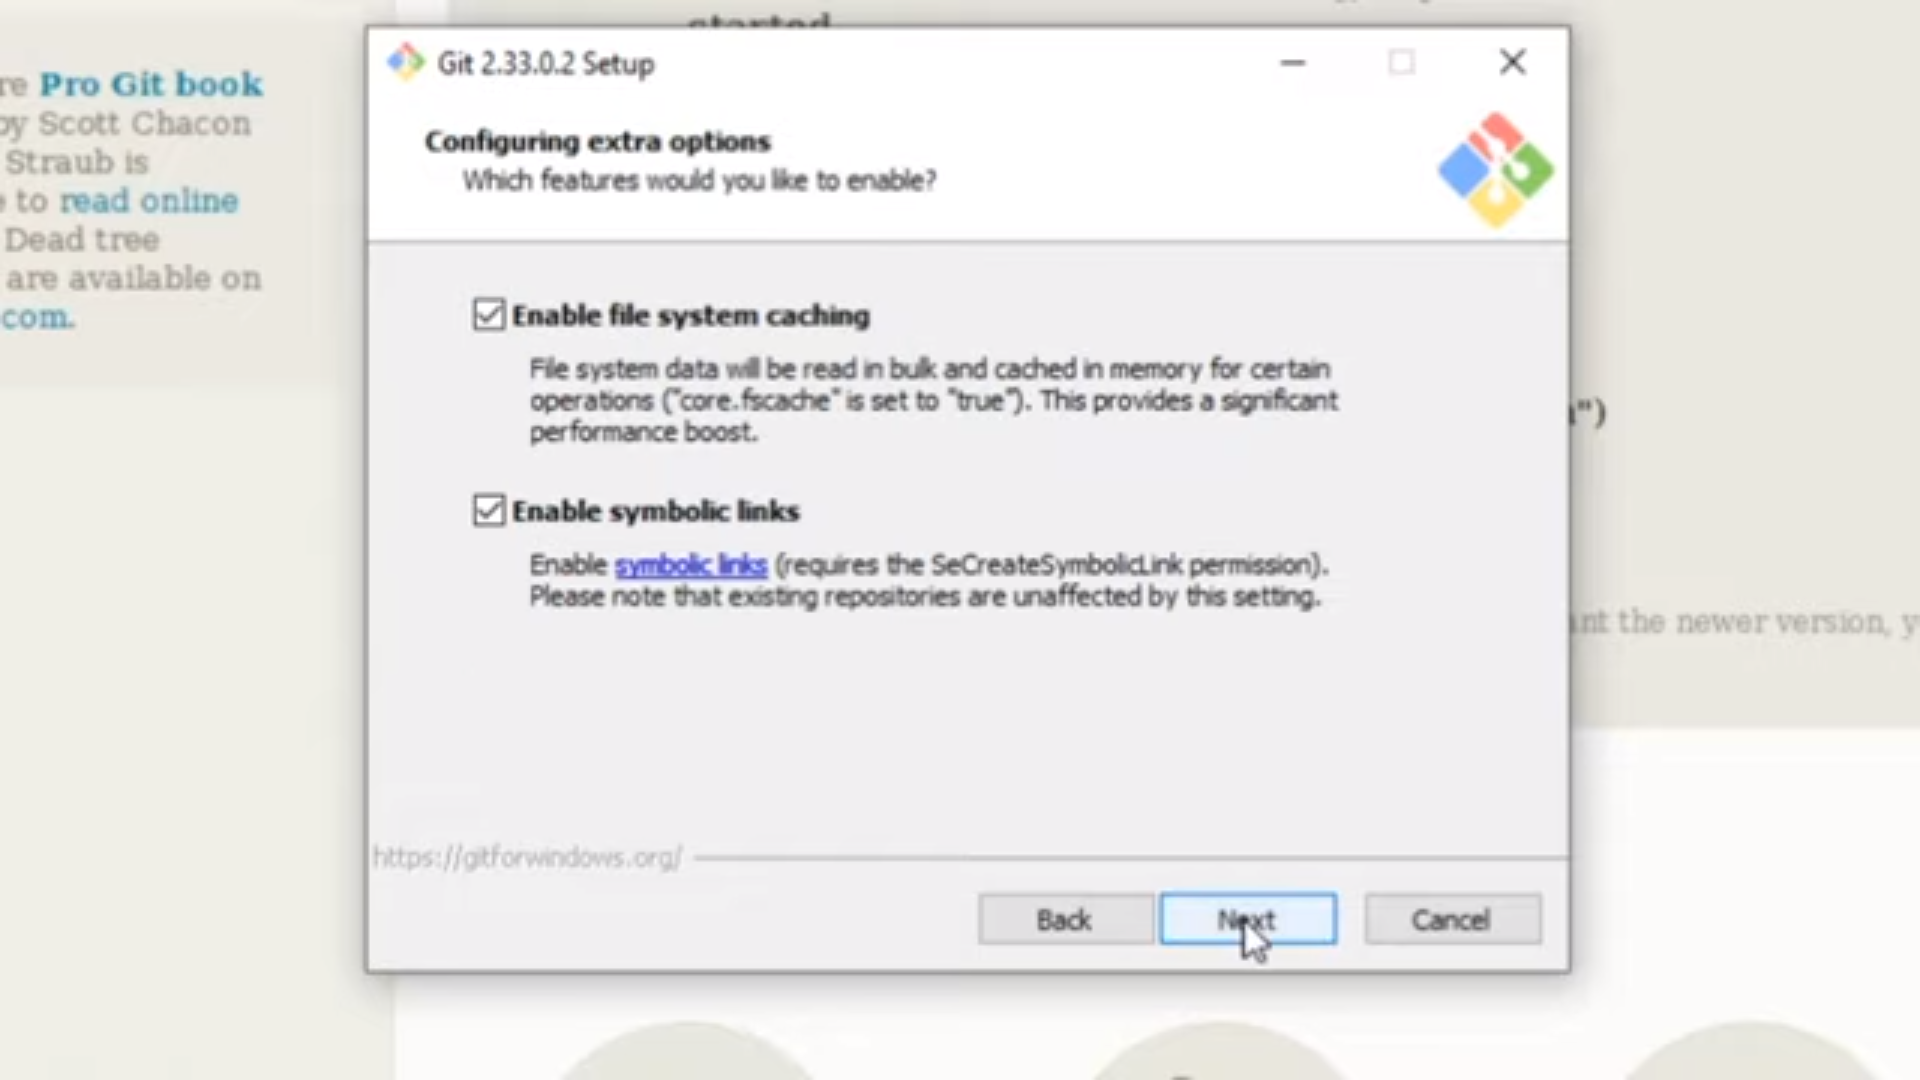 started
re Pro Git book
by Scott Chacon
Straub is
e to read online
Dead tree
are available on
com.
Git 2.33.0.2 Setup
Configuring extra options
Which features would you like to enable?
Enable file system caching
File system data will be read in bulk and cached in memory for certain
operations ("core.fscache" is set to "true"). This provides a significant
performance boost.
Enable symbolic links
Enable symbolic links (requires the SeCreateSymbolicLink permission).
Please note that existing repositories are unaffected by this setting.
")
ant the newer version, y
https://gitforwindows.org/
Back
Next
Cancel